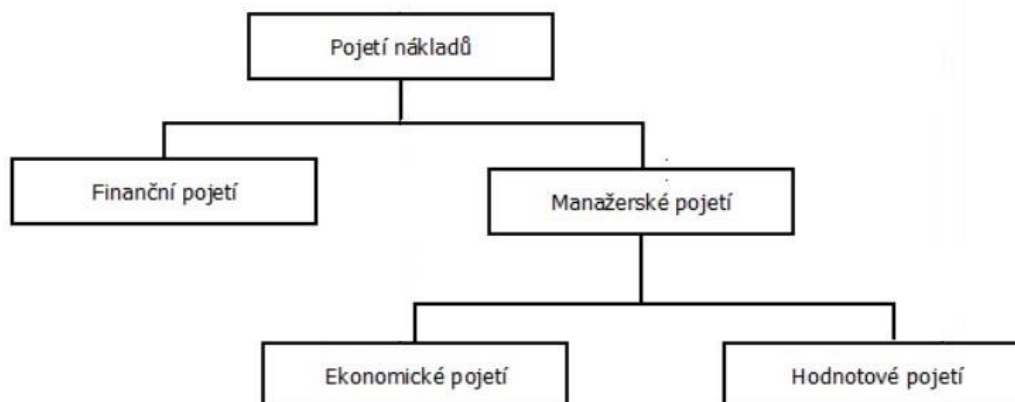 Pojetí nákladů
Finanční pojetí
Manažerské pojetí
Ekonomické pojetí
Hodnotové pojetí